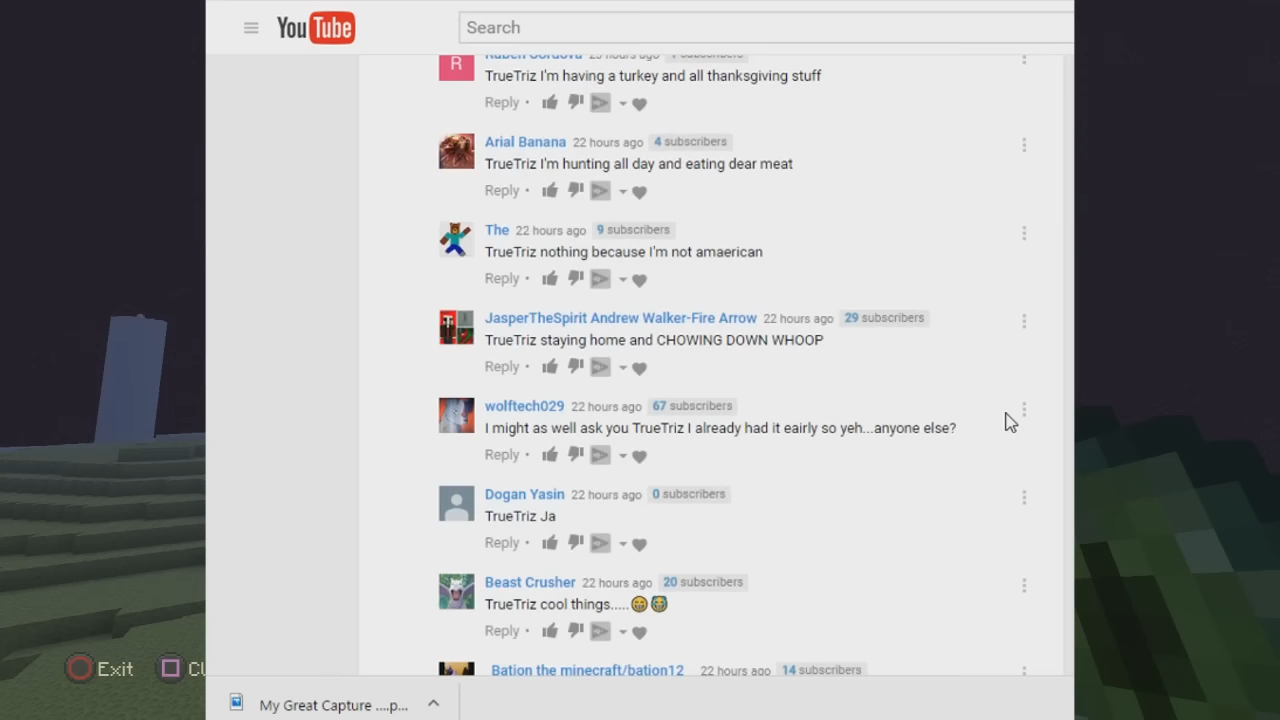 YouTube
Search
Ruben Cordova 23 hours ago subscribers
R
TrueTriz I'm having a turkey and all thanksgiving stuff
Reply •
Arial Banana 22 hours ago 4 subscribers
TrueTriz I'm hunting all day and eating dear meat
Reply •
The 22 hours ago 9 subscribers
TrueTriz nothing because I'm not amaerican
Reply •
JasperTheSpirit Andrew Walker-Fire Arrow 22 hours ago 29 subscribers
TrueTriz staying home and CHOWING DOWN WHOOP
Reply •
wolftech029 22 hours ago 67 subscribers
I might as well ask you TrueTriz I already had it eairly so yeh...anyone else?
Reply •
Dogan Yasin 22 hours ago 0 subscribers
TrueTriz Ja
Reply •
Beast Crusher 22 hours ago 20 subscribers
TrueTriz cool things.....😁😹
Reply •
Bation the minecraft/bation12 22 hours ago 14 subscribers
Exit
My Great Capture ....p...